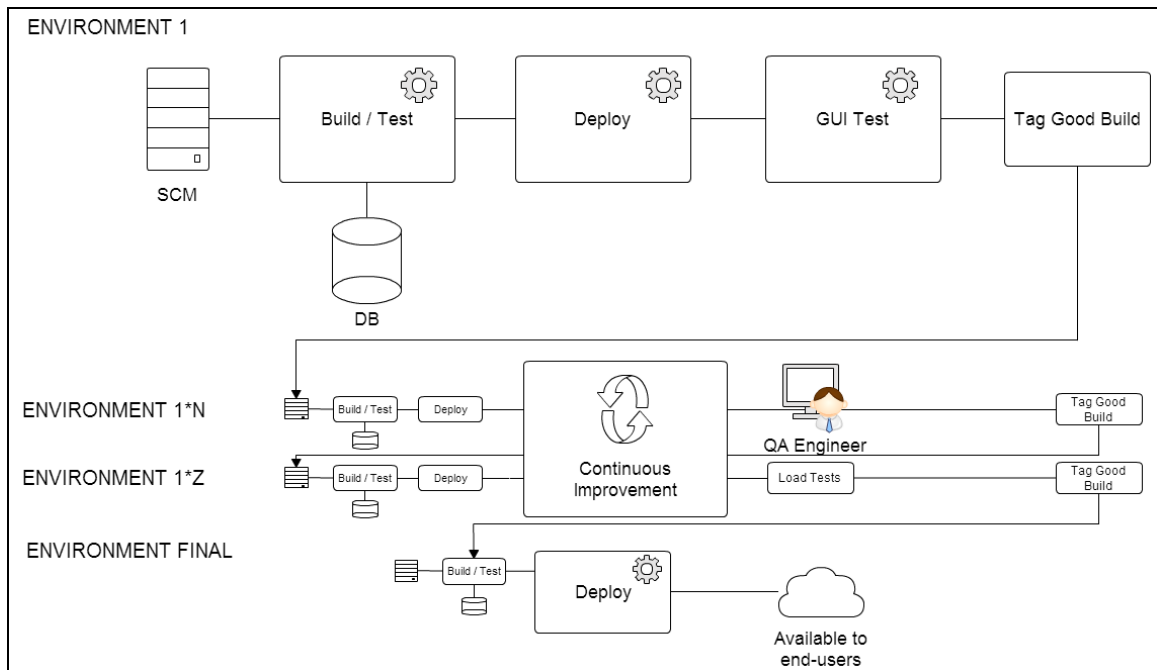 ENVIRONMENT 1
Build / Test
Deploy
GUI Test
Tag Good Build
SCM
DB
ENVIRONMENT 1*N
Build / Test
Deploy
QA Engineer
Tag Good
Build
ENVIRONMENT 1*Z
Build / Test
Deploy
Continuous
Improvement
Load Tests
Tag Good
Build
ENVIRONMENT FINAL
Build / Test
Deploy
Available to
end-users